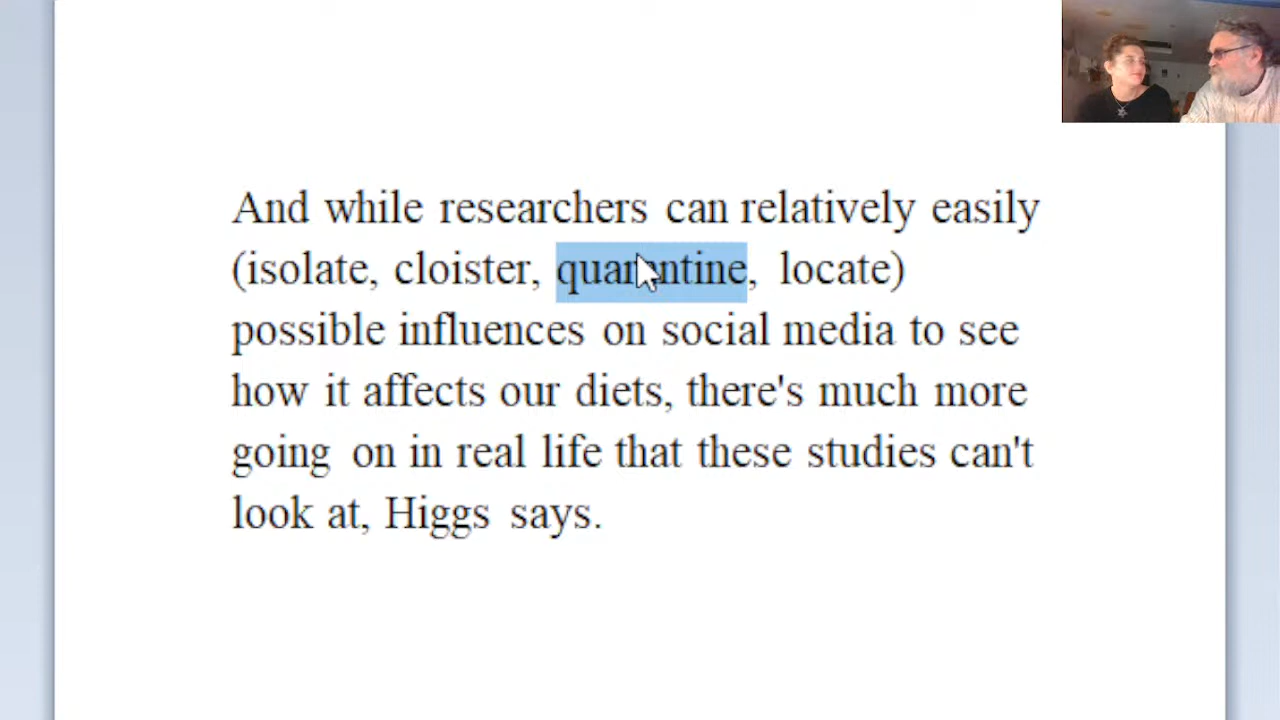 And while researchers can relatively easily
(isolate, cloister, quarantine, locate)
possible influences on social media to see
how it affects our diets, there's much more
going on in real life that these studies can't
look at, Higgs says.